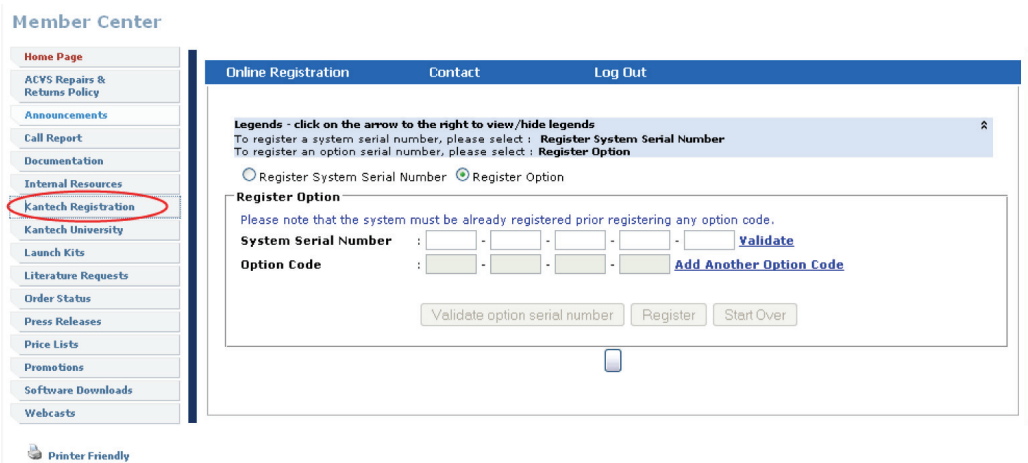 Member Center
Home Page
ACVS Repairs &
Returns Policy
Announcements
Call Report
Documentation
Internal Resources
Kantech Registration
Kantech University
Launch Kits
Literature Requests
Order Status
Press Releases
Price Lists
Promotions
Software Downloads
Webcasts
Printer Friendly
Online Registration Contact Log Out
Legends - click on the arrow to the right to view/hide legends
To register a system serial number, please select : Register System Serial Number
To register an option serial number, please select : Register Option
Register System Serial Number Register Option
Register Option
Please note that the system must be already registered prior registering any option code.
System Serial Number : - - - - Validate
Option Code : - - - Add Another Option Code
Validate option serial number Register Start Over